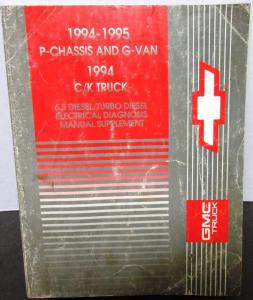 1994-1995
P-CHASSIS AND G-VAN
1994
C/K TRUCK
6.5 DIESEL/TURBO DIESEL
ELECTRICAL DIAGNOSIS
MANUAL SUPPLEMENT
GMC
TRUCK